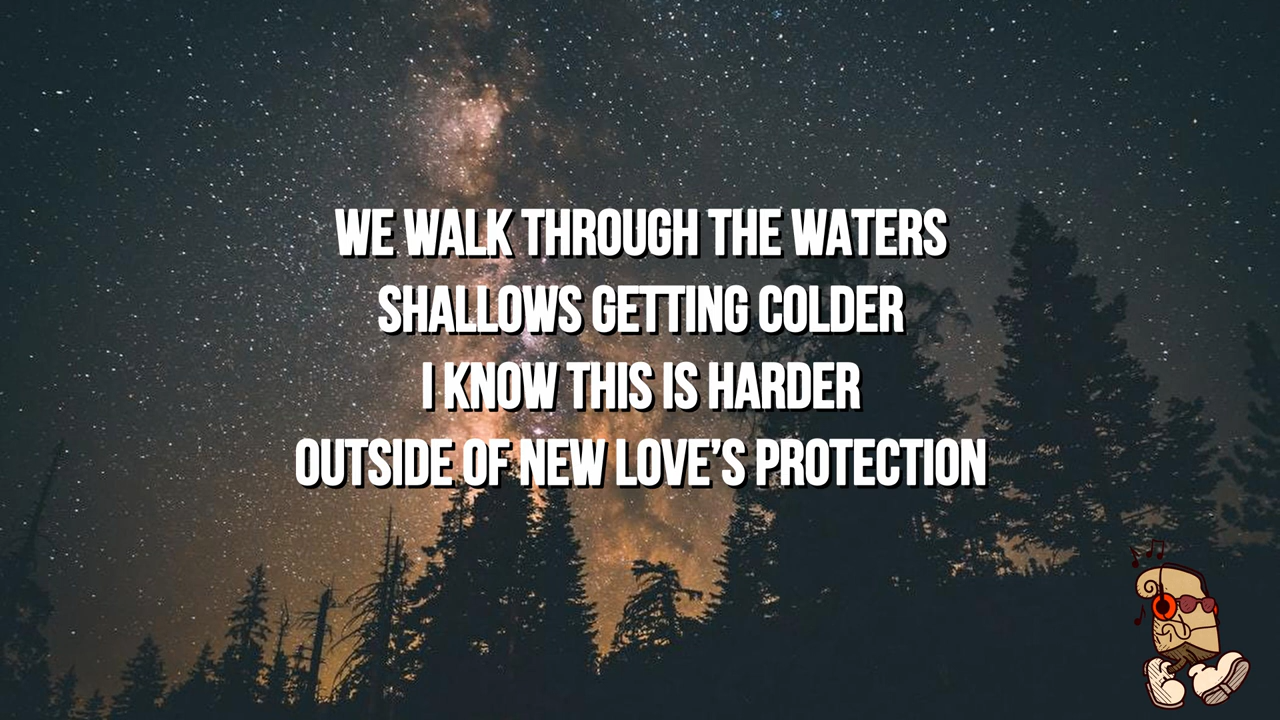 WE WALK THROUGH THE WATERS
SHALLOWS GETTING COLDER
I KNOW THIS IS HARDER
OUTSIDE OF NEW LOVE'S PROTECTION